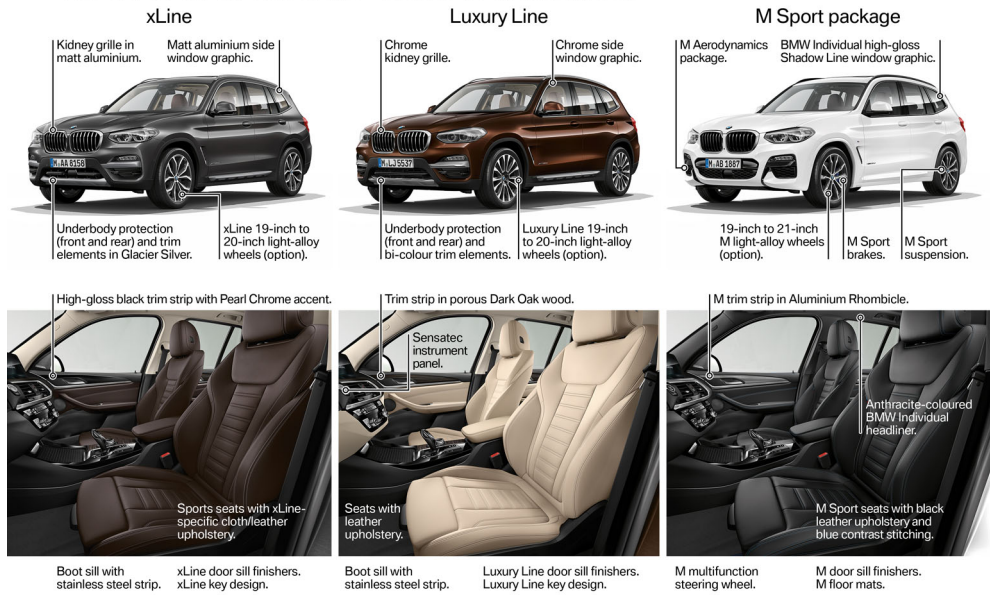 xLine
Luxury Line
M Sport package
Kidney grille in
matt aluminium.
Matt aluminium side
window graphic.
Chrome
kidney grille.
Chrome side
window graphic.
M Aerodynamics
package.
BMW Individual high-gloss
Shadow Line window graphic.
M·AA 8158
M·LJ 5537
M·AB 1887
Underbody protection
(front and rear) and trim
elements in Glacier Silver.
xLine 19-inch to
20-inch light-alloy
wheels (option).
Underbody protection
(front and rear) and
bi-colour trim elements.
Luxury Line 19-inch
to 20-inch light-alloy
wheels (option).
19-inch to 21-inch
M light-alloy wheels
(option).
M Sport
brakes.
M Sport
suspension.
High-gloss black trim strip with Pearl Chrome accent.
Trim strip in porous Dark Oak wood.
M trim strip in Aluminium Rhombicle.
Sensatec
instrument
panel.
Anthracite-coloured
BMW Individual
headliner.
Sports seats with xLine-
specific cloth/leather
upholstery.
Seats with
leather
upholstery.
M Sport seats with black
leather upholstery and
blue contrast stitching.
Boot sill with
stainless steel strip.
xLine door sill finishers.
xLine key design.
Boot sill with
stainless steel strip.
Luxury Line door sill finishers.
Luxury Line key design.
M multifunction
steering wheel.
M door sill finishers.
M floor mats.